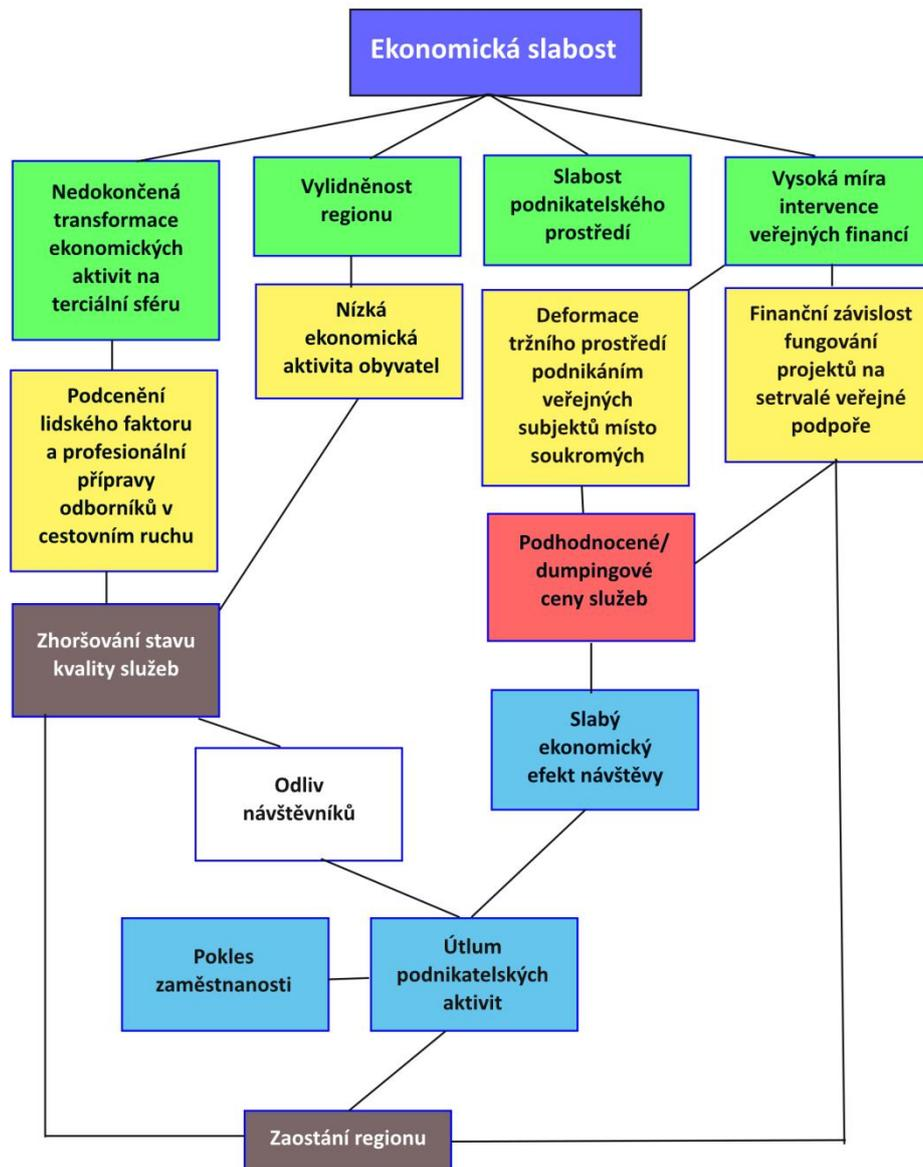 Ekonomická slabost
Nedokončená
transformace
ekonomických
aktivit na
terciální sféru
Vylidněnost
regionu
Slabost
podnikatelského
prostředí
Vysoká míra
intervence
veřejných financí
Nízká
ekonomická
aktivita obyvatel
Deformace
tržního prostředí
podnikáním
veřejných
subjektů místo
soukromých
Finanční závislost
fungování
projektů na
setrvalé veřejné
podpoře
Podcenění
lidského faktoru
a profesionální
přípravy
odborníků v
cestovním ruchu
Podhodnocené/
dumpingové
ceny služeb
Zhoršování stavu
kvality služeb
Slabý
ekonomický
efekt návštěvy
Odliv
návštěvníků
Pokles
zaměstnanosti
Útlum
podnikatelských
aktivit
Zaostání regionu